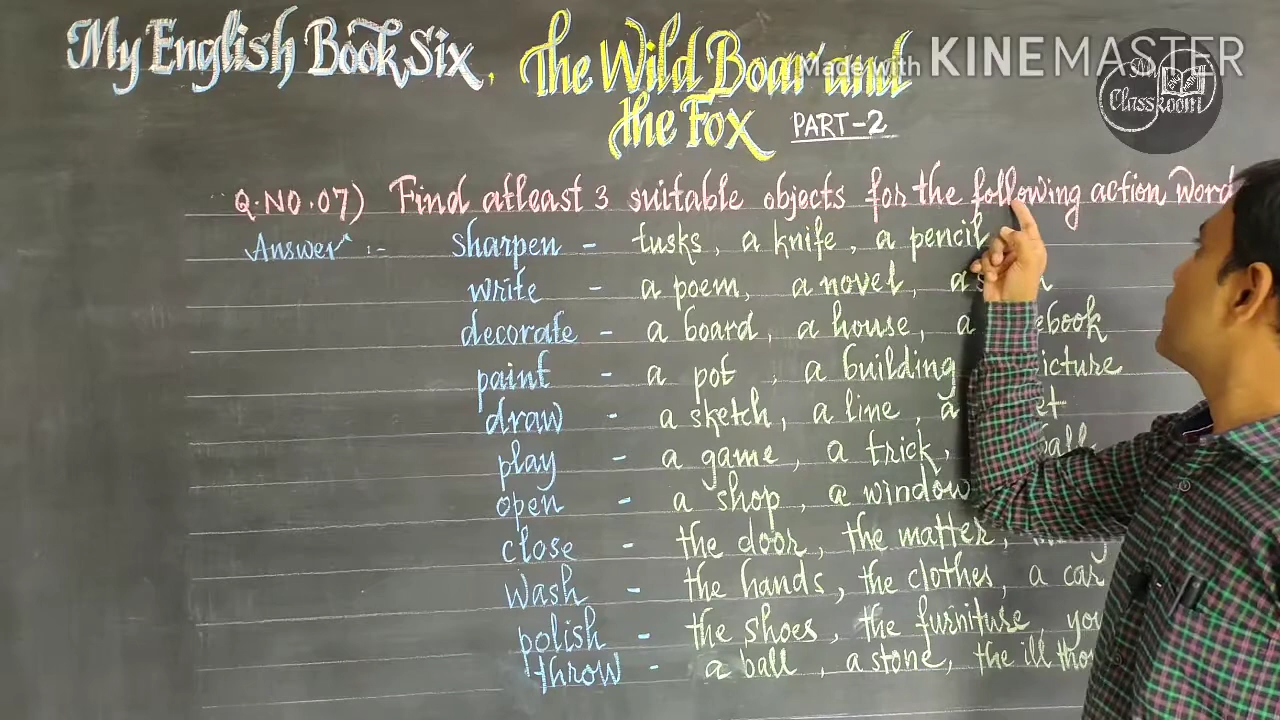 My English Book Six, The Wild Boar and
the Fox PART-2
Made with KINEMASTER
My Classroom
Q.NO.07) Find atleast 3 suitable objects for the following action word
Answer :- sharpen - tusks, a knife, a pencil
write - a poem, a novel, a
decorate - a board, a house, a
paint - a pot, a building
draw - a sketch, a line, a
play - a game, a trick,
open - a shop, a window
close - the door, the matter,
wash - the hands, the clothes, a car
polish - the shoes, the furniture,
throw - a ball, a stone, the ill